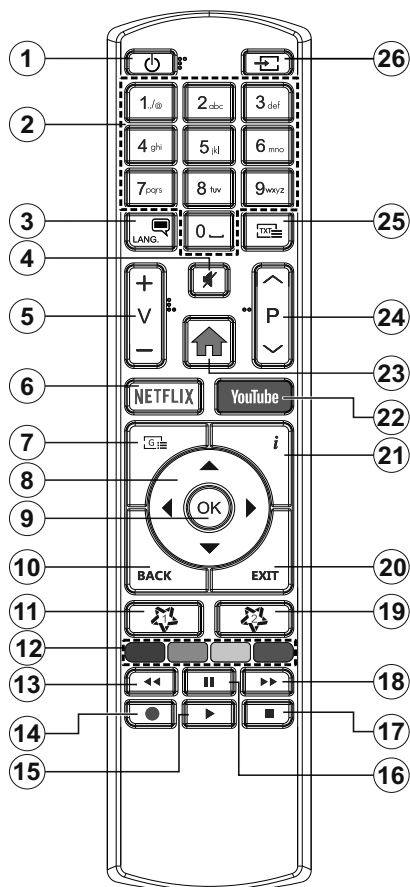 1 26
2
1./@ 2abc 3def
4ghi 5jkl 6mno
7pqrs 8tuv 9wxyz
3 25
LANG. 0 TXT
4
+
5 V P 24
–
23
6 NETFLIX YouTube 22
7 G i 21
8
9 OK
10 BACK EXIT 20
11 1 2 19
12
13 18
14 17
15 16